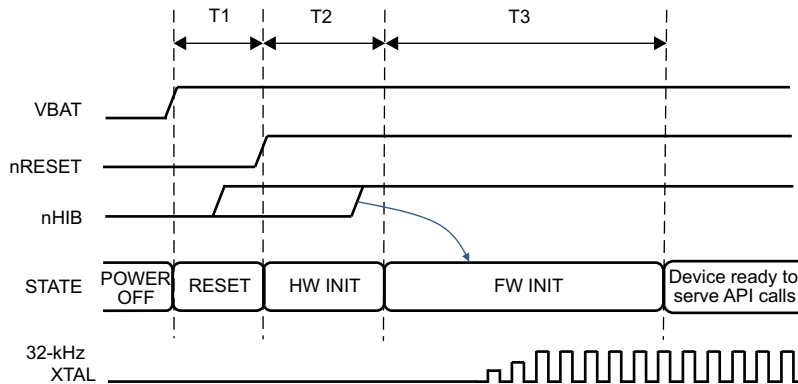 T1
T2
T3
VBAT
nRESET
nHIB
STATE
POWER
OFF
RESET
HW INIT
FW INIT
Device ready to
serve API calls
32-kHz
XTAL